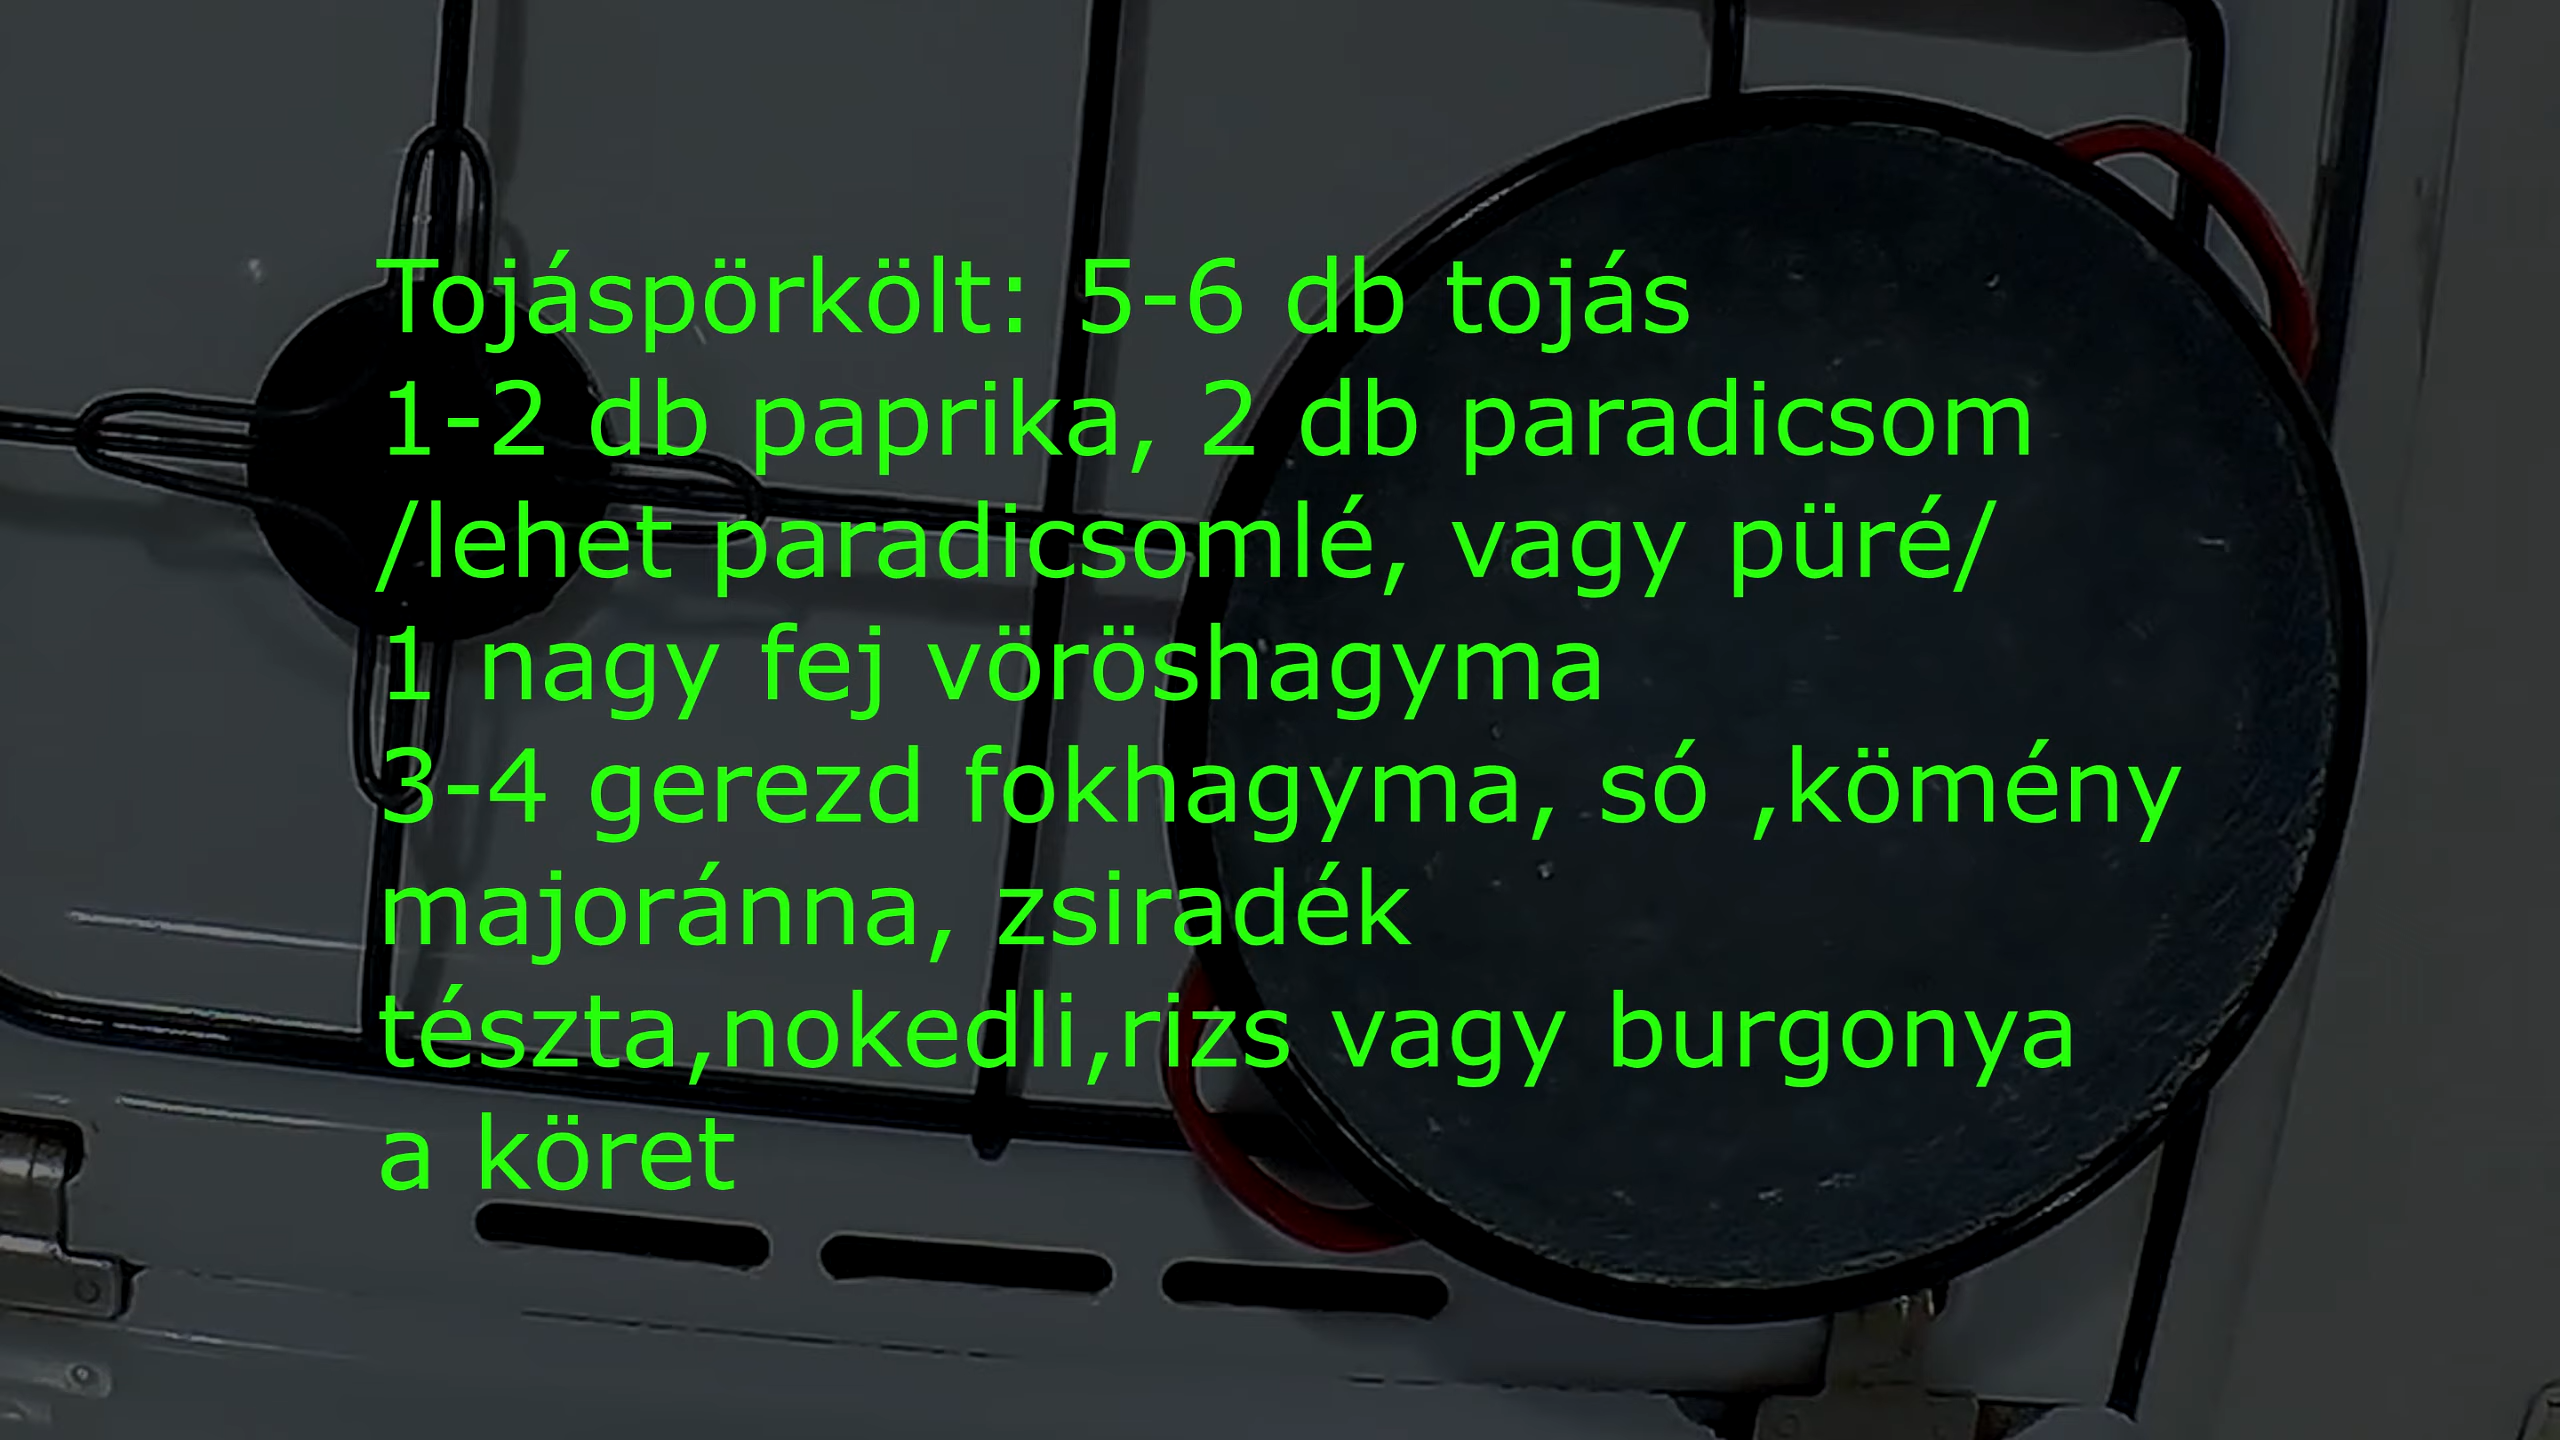 Tojáspörkölt: 5-6 db tojás
1-2 db paprika, 2 db paradicsom
/lehet paradicsomlé, vagy püré/
1 nagy fej vöröshagyma
3-4 gerezd fokhagyma, só ,kömény
majoránna, zsiradék
tészta,nokedli,rizs vagy burgonya
a köret